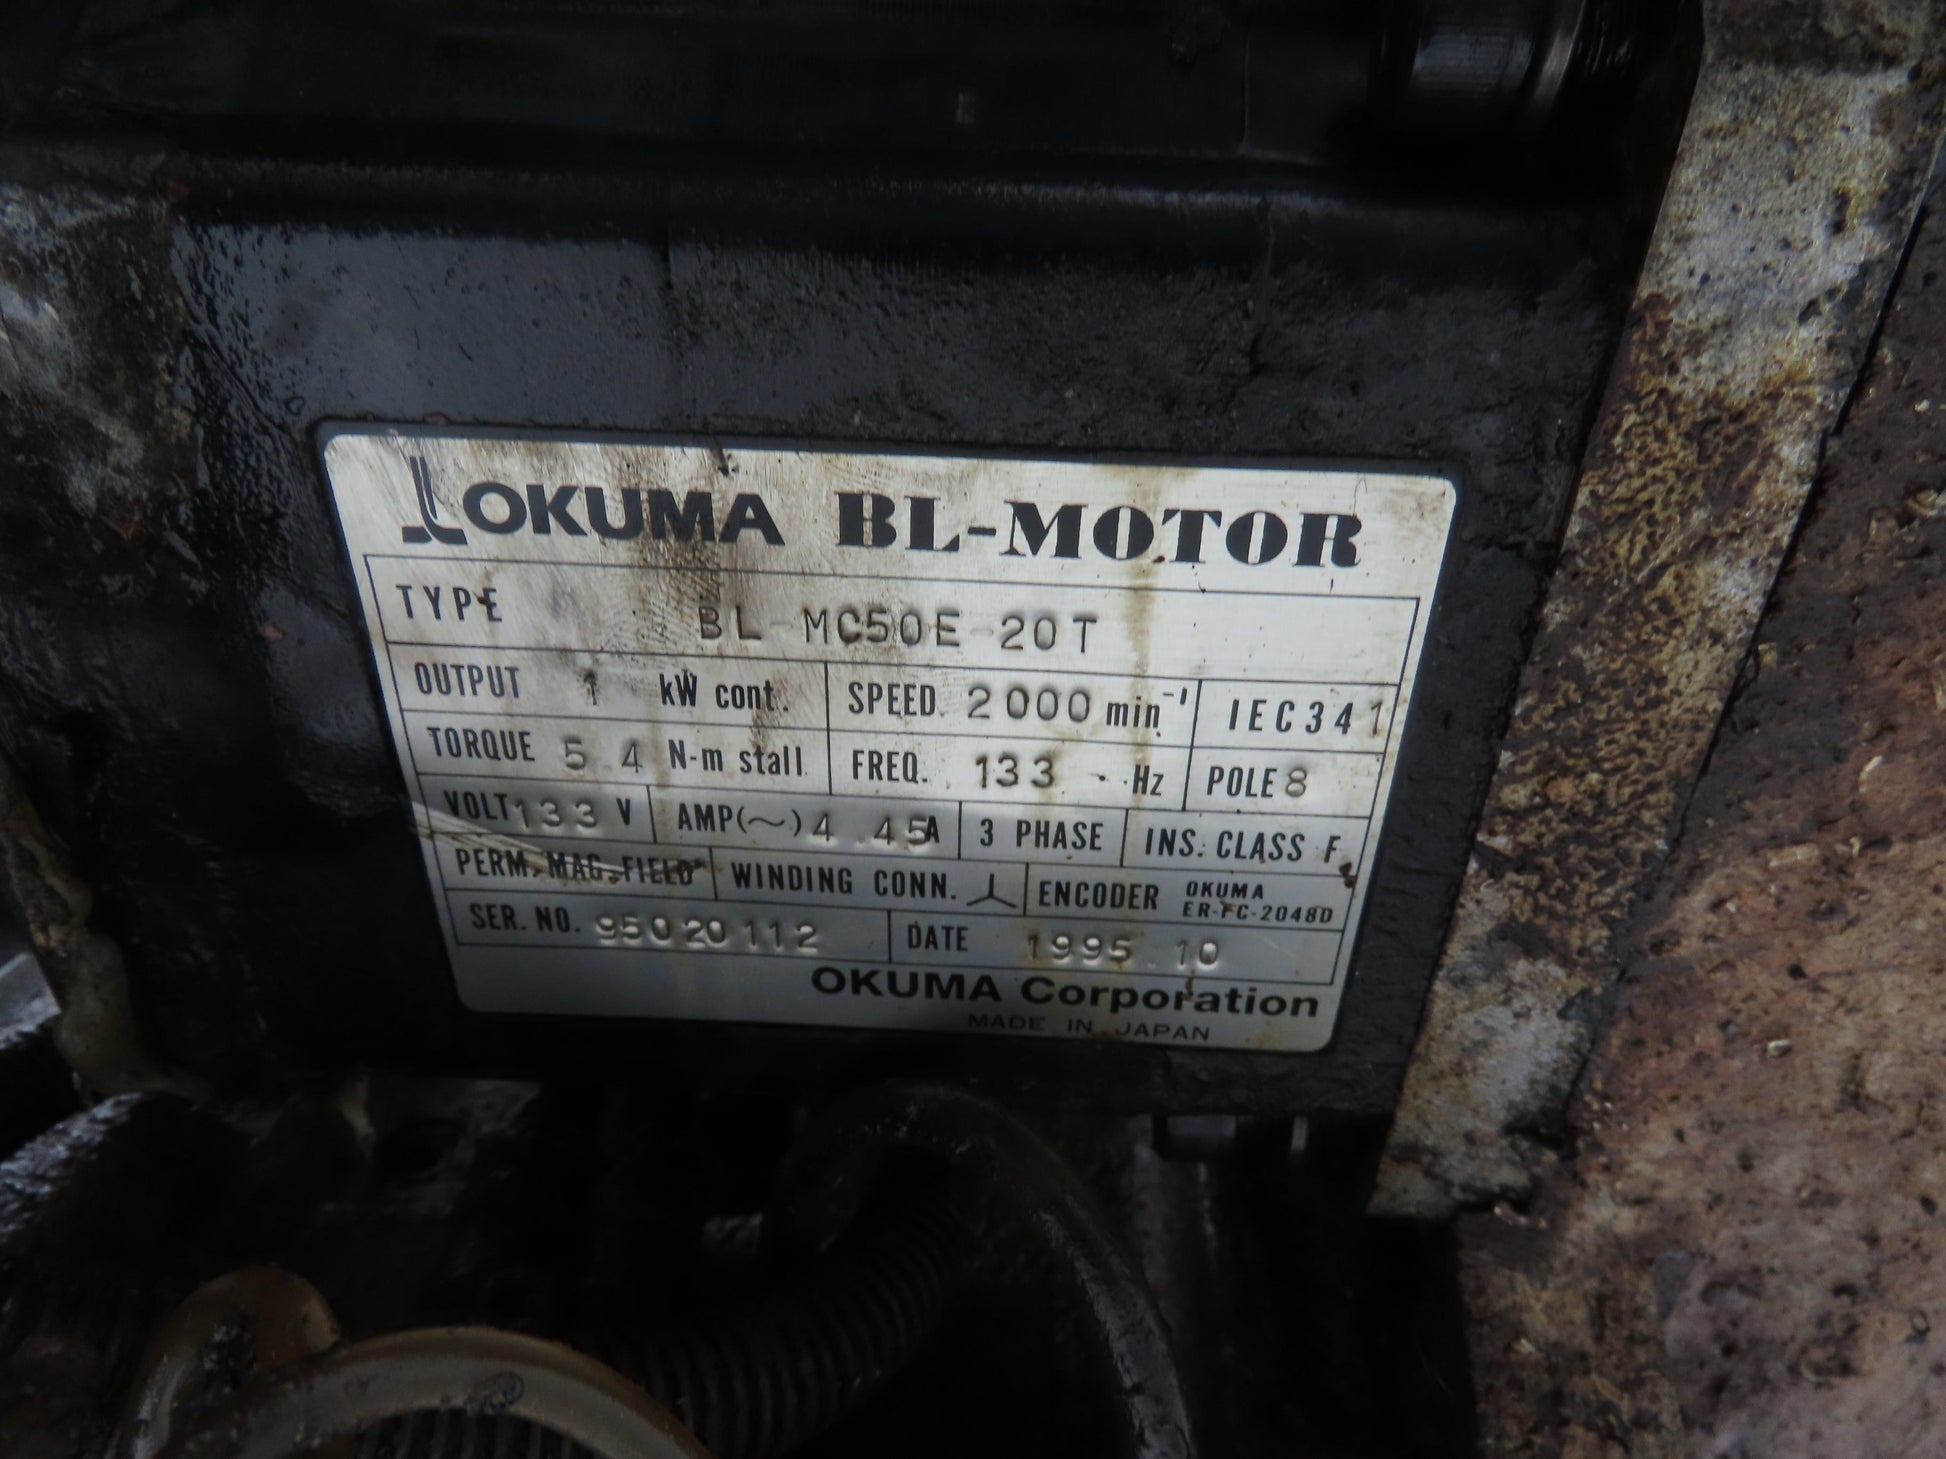 OKUMA BL-MOTOR
TYPE BL-MC50E-20T
OUTPUT 1 kW cont. SPEED 2000 min⁻¹ IEC341
TORQUE 5.4 N-m stall FREQ. 133 Hz POLE 8
VOLT 133 V AMP(~) 4.45A 3 PHASE INS. CLASS F
PERM. MAG. FIELD WINDING CONN. ENCODER OKUMA ER-FC-2048D
SER. NO. 95020112 DATE 1995.10
OKUMA Corporation
MADE IN JAPAN